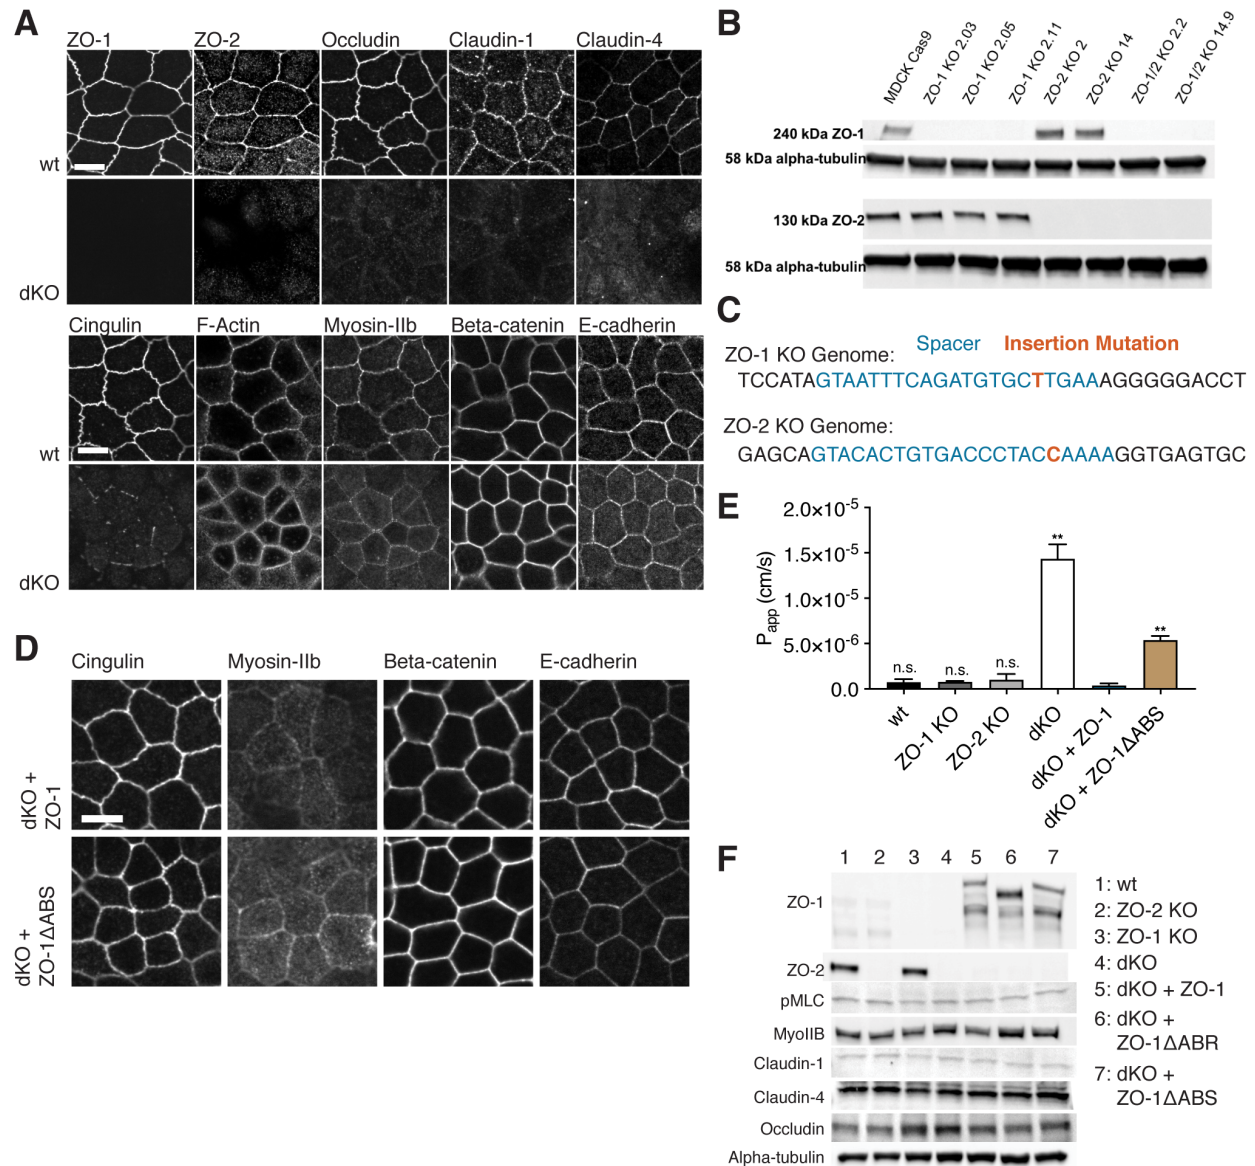 A
ZO-1 ZO-2 Occludin Claudin-1 Claudin-4
wt
dKO
Cingulin F-Actin Myosin-IIb Beta-catenin E-cadherin
wt
dKO
B
MDCK Cas9
ZO-1 KO 2.03
ZO-1 KO 2.05
ZO-1 KO 2.11
ZO-2 KO 2
ZO-2 KO 14
ZO-1/2 KO 2.2
ZO-1/2 KO 14.9
240 kDa ZO-1
58 kDa alpha-tubulin
130 kDa ZO-2
58 kDa alpha-tubulin
C
Spacer Insertion Mutation
ZO-1 KO Genome:
TCCATAGTAATTTCAGATGTGCTTGAAAGGGGGACCT
ZO-2 KO Genome:
GAGCAGTACACTGTGACCCTACCAAAAGGTGAGTGC
D
Cingulin Myosin-IIb Beta-catenin E-cadherin
dKO +
ZO-1
dKO +
ZO-1ΔABS
E
Papp (cm/s)
2.0×10-5
1.5×10-5
1.0×10-5
5.0×10-6
0.0
n.s. n.s. n.s. ** **
wt
ZO-1 KO
ZO-2 KO
dKO
dKO + ZO-1
dKO + ZO-1ΔABS
F
1 2 3 4 5 6 7
ZO-1
ZO-2
pMLC
MyoIIB
Claudin-1
Claudin-4
Occludin
Alpha-tubulin
1: wt
2: ZO-2 KO
3: ZO-1 KO
4: dKO
5: dKO + ZO-1
6: dKO +
ZO-1ΔABR
7: dKO +
ZO-1ΔABS